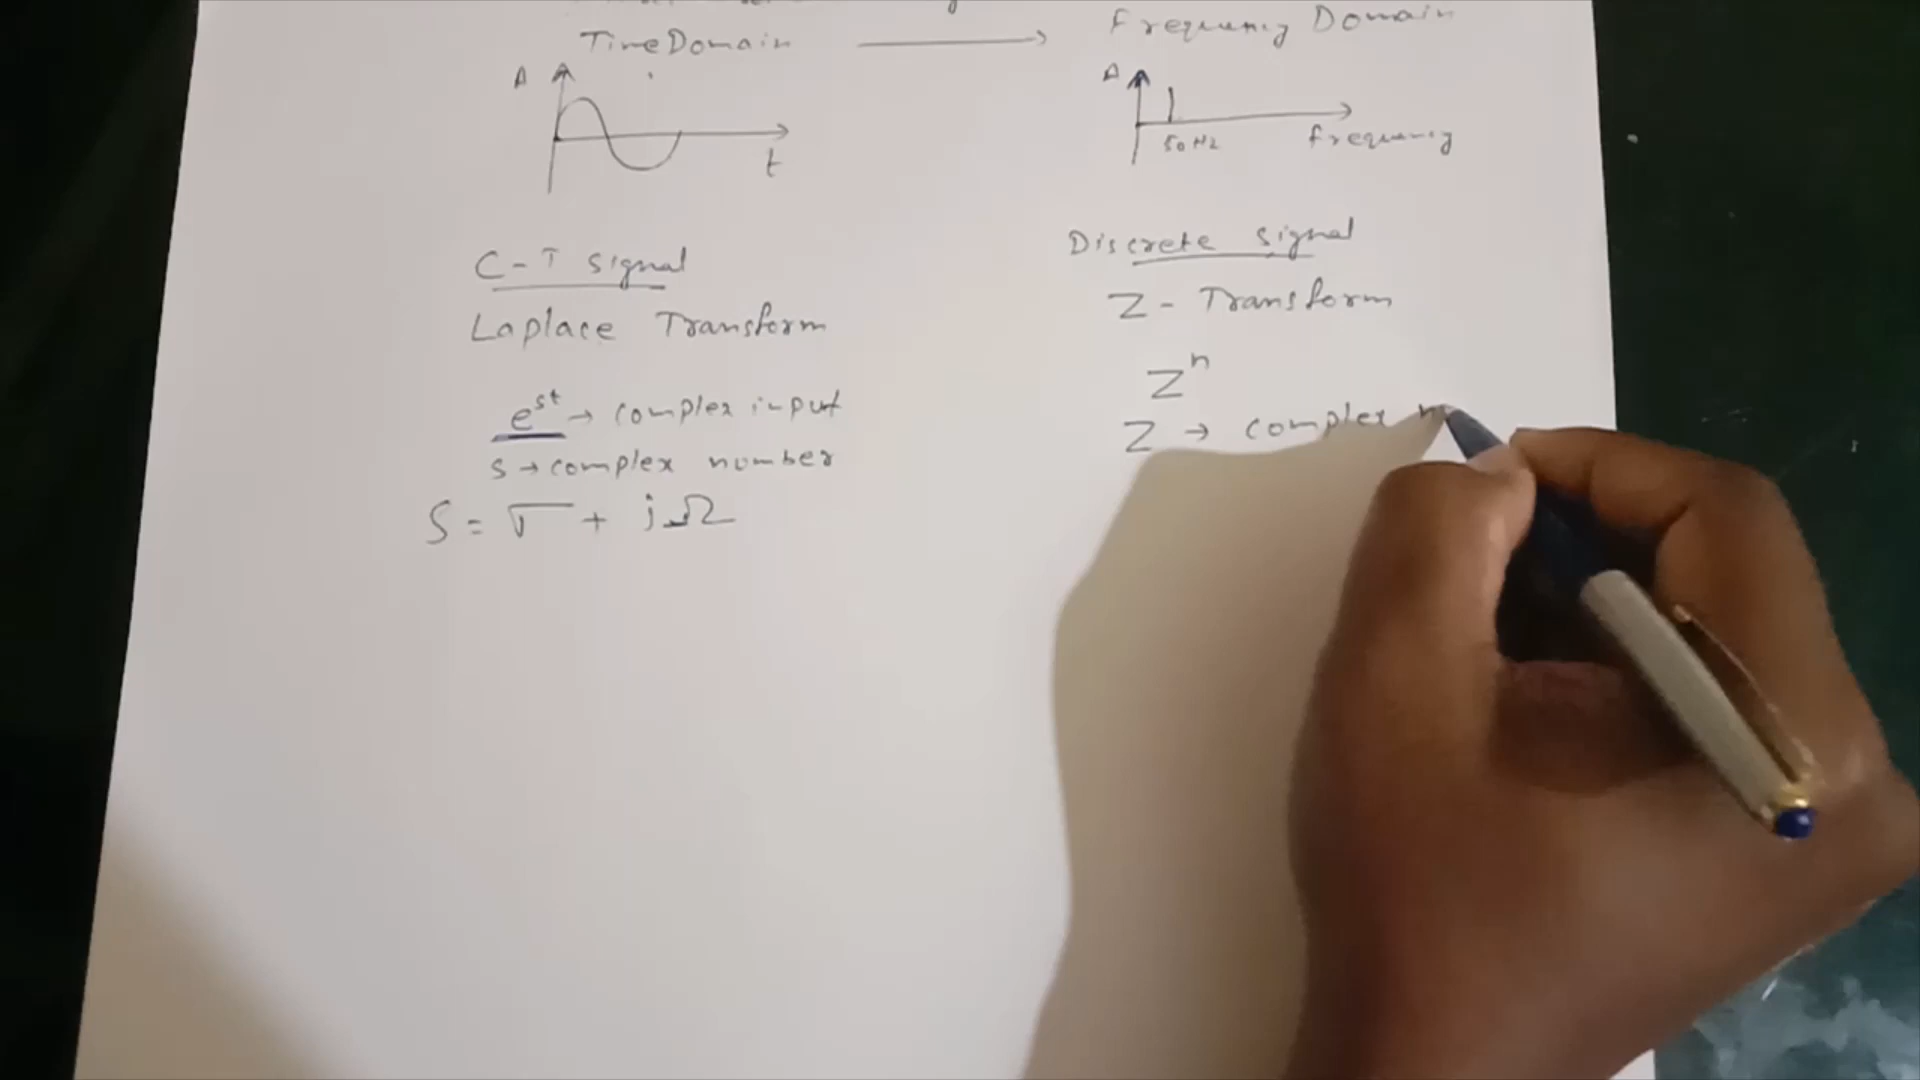 Time Domain → Frequency Domain
A
t
A
50 Hz
frequency
C-T signal
Laplace Transform
e^st → complex input
s → complex number
S = σ + jΩ
Discrete signal
Z - Transform
Z^n
Z → complex n